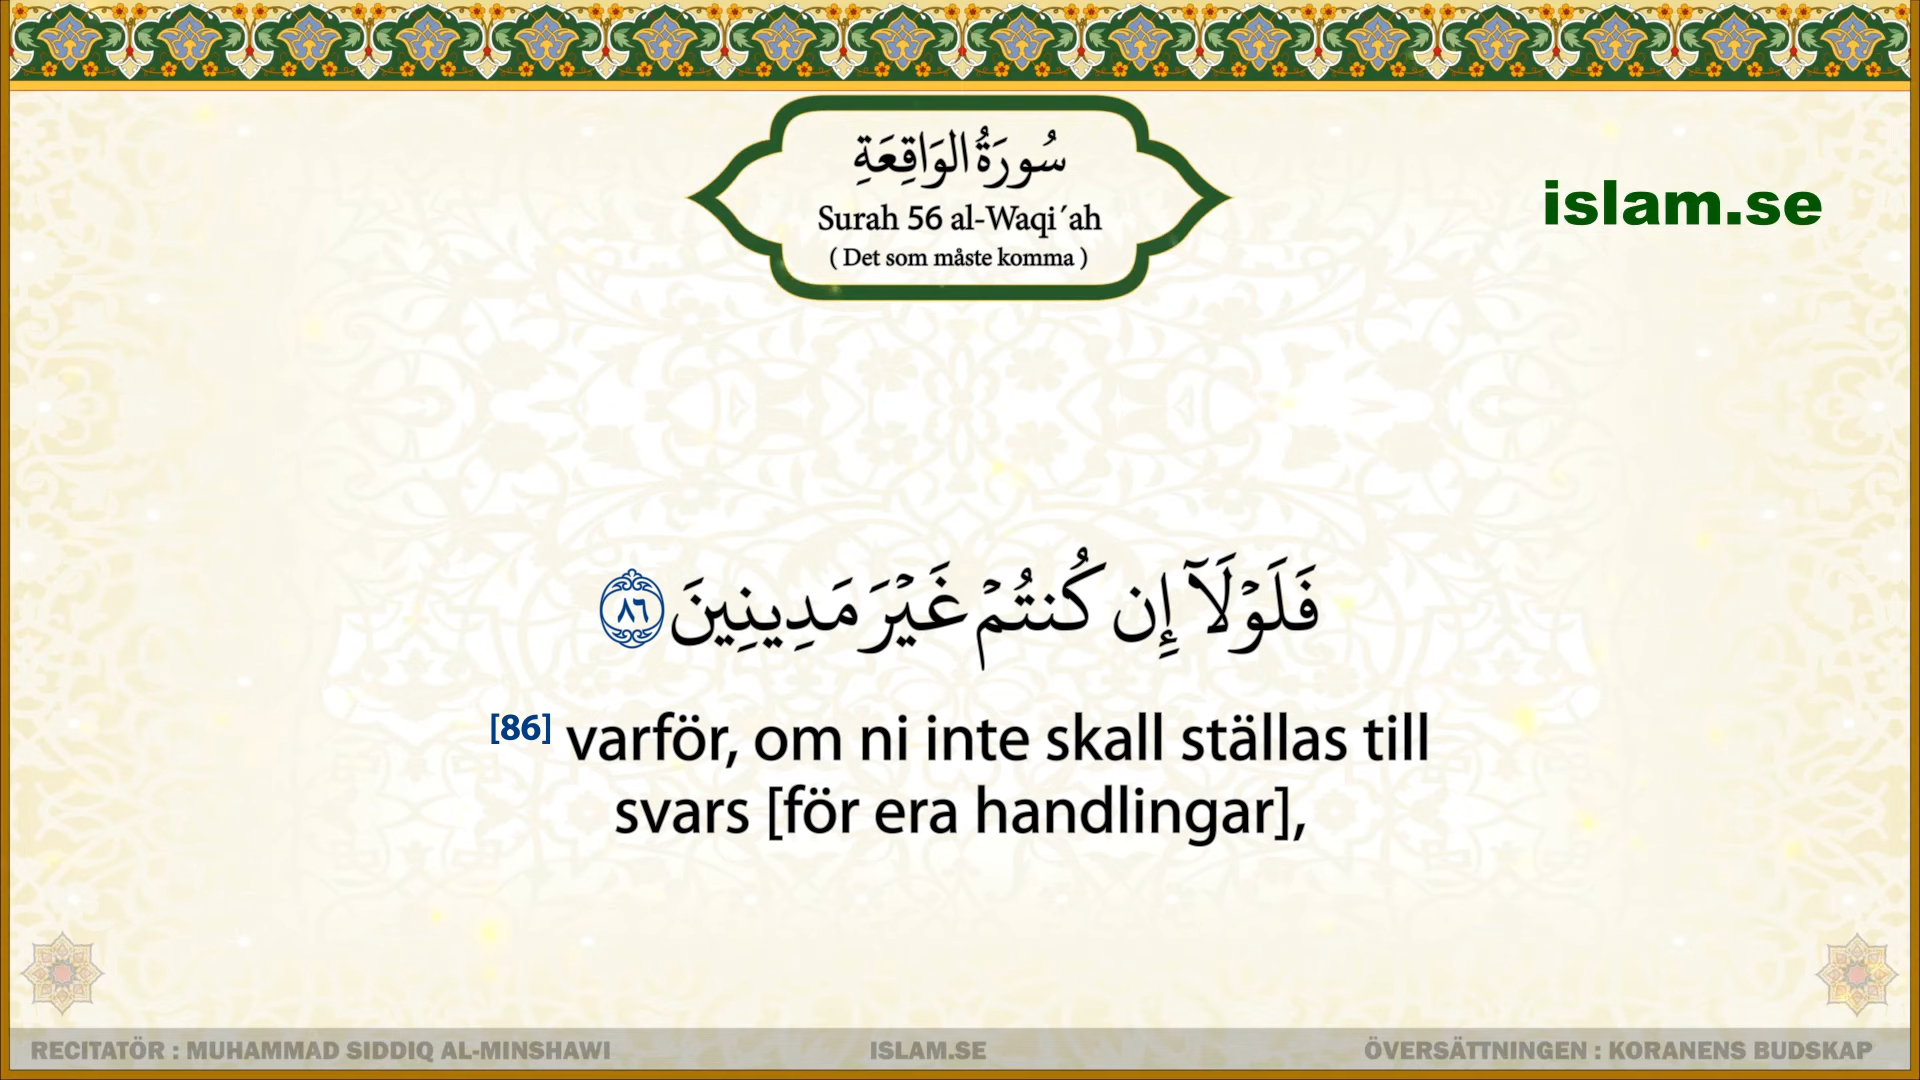 سُورَةُ الوَاقِعَةِ
Surah 56 al-Waqi´ah
( Det som måste komma )
islam.se
فَلَوْلَآ إِن كُنتُمْ غَيْرَ مَدِينِينَ ٨٦
[86] varför, om ni inte skall ställas till
svars [för era handlingar],
RECITATÖR : MUHAMMAD SIDDIQ AL-MINSHAWI
ISLAM.SE
ÖVERSÄTTNINGEN : KORANENS BUDSKAP